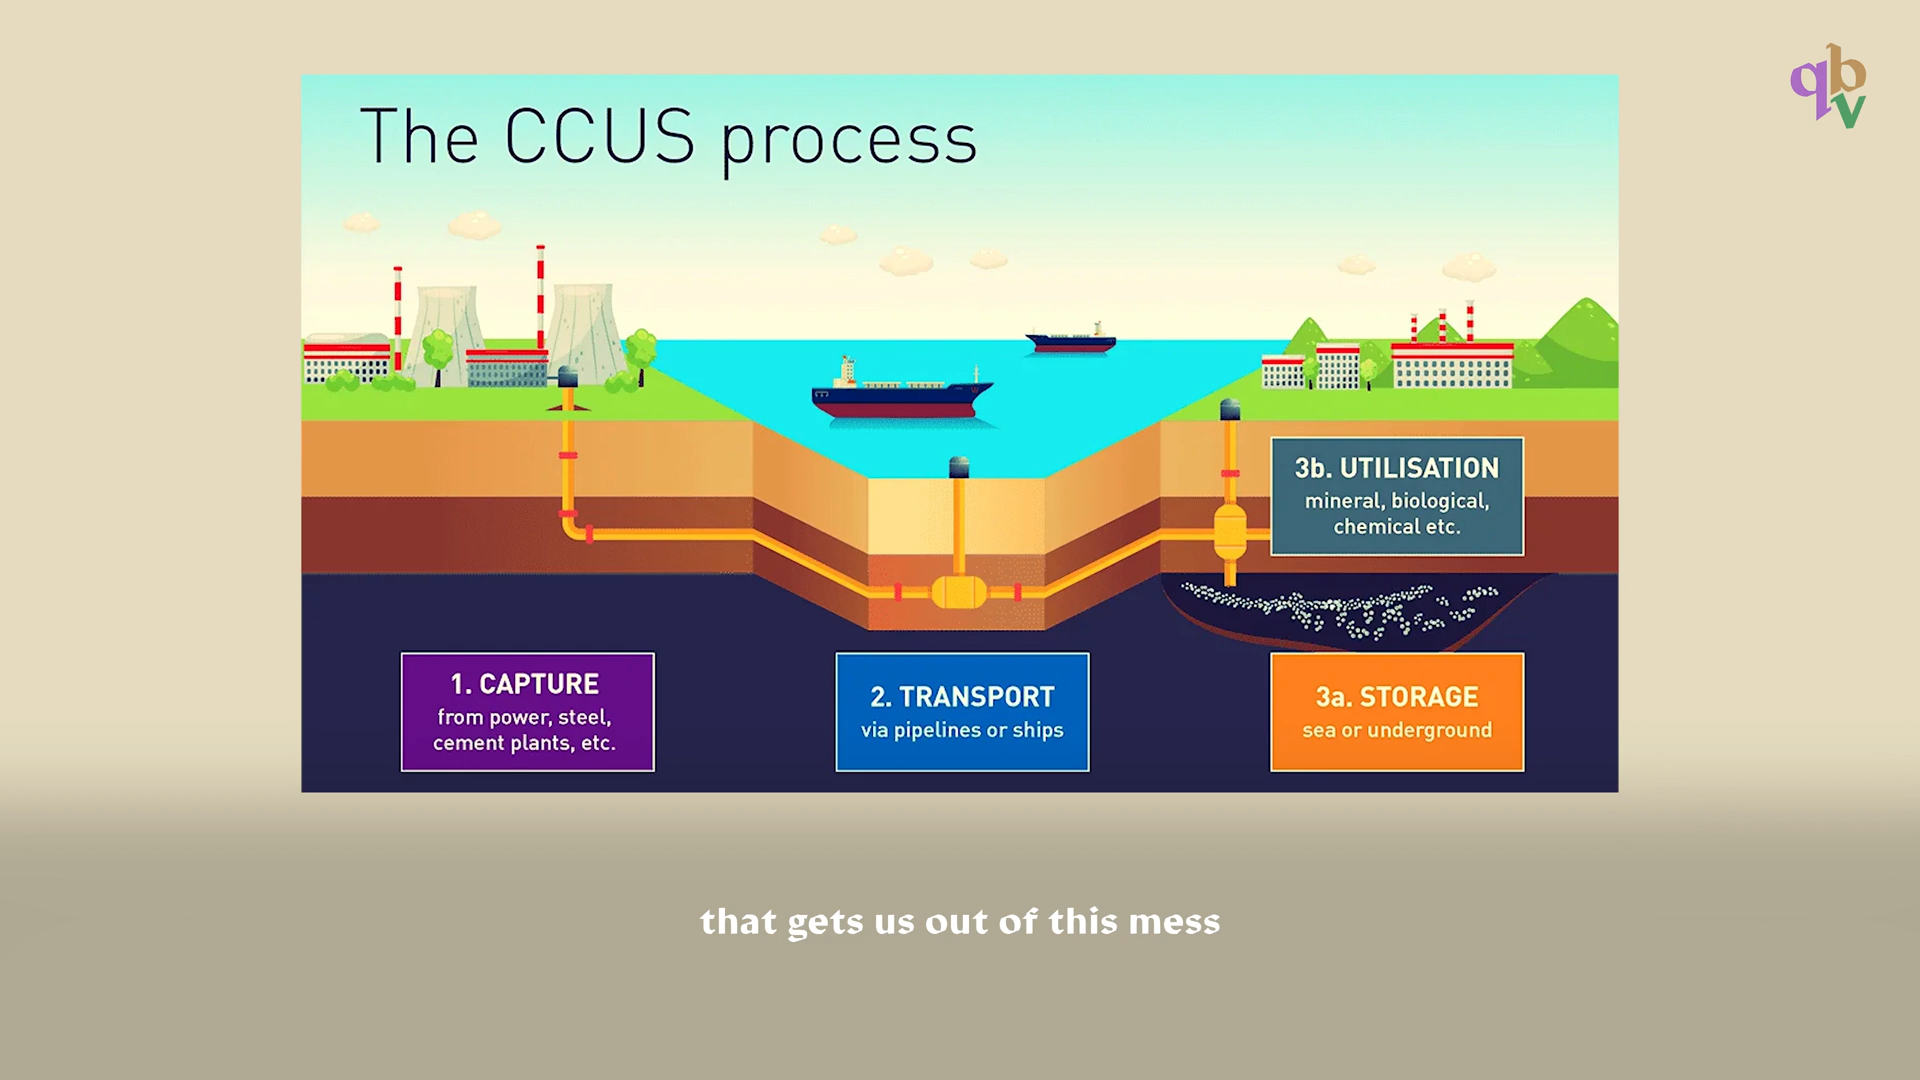 The CCUS process
3b. UTILISATION
mineral, biological,
chemical etc.
1. CAPTURE
from power, steel,
cement plants, etc.
2. TRANSPORT
via pipelines or ships
3a. STORAGE
sea or underground
that gets us out of this mess
qbv